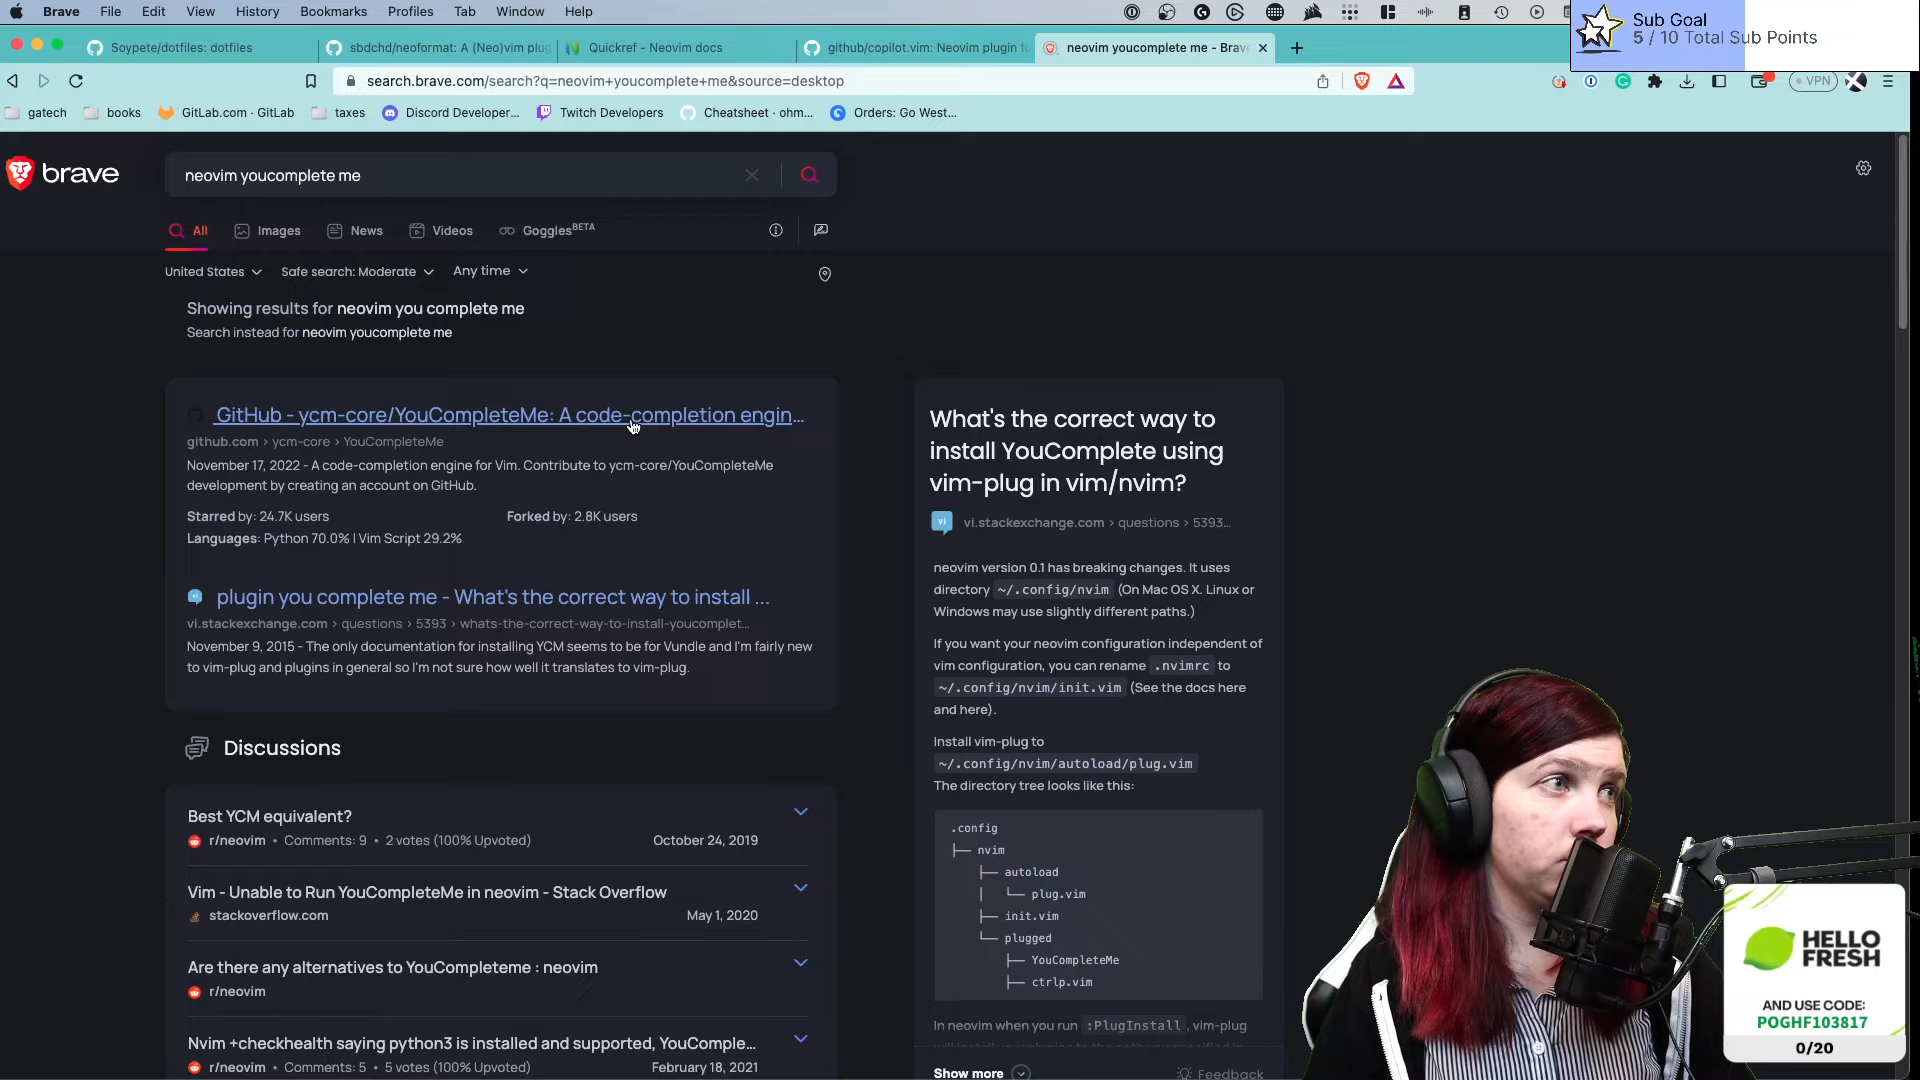 Brave File Edit View History Bookmarks Profiles Tab Window Help
Sub Goal
5 / 10 Total Sub Points
Soypete/dotfiles: dotfiles
sbdchd/neoformat: A (Neo)vim plug
Quickref - Neovim docs
github/copilot.vim: Neovim plugin f
neovim youcomplete me - Brav
search.brave.com/search?q=neovim+youcomplete+me&source=desktop
VPN
gatech books GitLab.com · GitLab taxes Discord Developer... Twitch Developers Cheatsheet - ohm... Orders: Go West...
brave
neovim youcomplete me
All Images News Videos Goggles BETA
United States Safe search: Moderate Any time
Showing results for neovim you complete me
Search instead for neovim youcomplete me
GitHub - ycm-core/YouCompleteMe: A code-completion engin...
github.com › ycm-core › YouCompleteMe
November 17, 2022 - A code-completion engine for Vim. Contribute to ycm-core/YouCompleteMe
development by creating an account on GitHub.
Starred by: 24.7K users Forked by: 2.8K users
Languages: Python 70.0% | Vim Script 29.2%
plugin you complete me - What's the correct way to install ...
vi.stackexchange.com › questions › 5393 › whats-the-correct-way-to-install-youcomplet...
November 9, 2015 - The only documentation for installing YCM seems to be for Vundle and I'm fairly new
to vim-plug and plugins in general so I'm not sure how well it translates to vim-plug.
Discussions
Best YCM equivalent?
r/neovim • Comments: 9 • 2 votes (100% Upvoted) October 24, 2019
Vim - Unable to Run YouCompleteMe in neovim - Stack Overflow
stackoverflow.com May 1, 2020
Are there any alternatives to YouCompleteme : neovim
r/neovim
Nvim +checkhealth saying python3 is installed and supported, YouComple...
r/neovim • Comments: 5 • 5 votes (100% Upvoted) February 18, 2021
What's the correct way to
install YouComplete using
vim-plug in vim/nvim?
vi
vi.stackexchange.com › questions › 5393...
neovim version 0.1 has breaking changes. It uses
directory ~/.config/nvim (On Mac OS X. Linux or
Windows may use slightly different paths.)
If you want your neovim configuration independent of
vim configuration, you can rename .nvimrc to
~/.config/nvim/init.vim (See the docs here
and here).
Install vim-plug to
~/.config/nvim/autoload/plug.vim
The directory tree looks like this:
.config
├── nvim
├── autoload
│ └── plug.vim
├── init.vim
└── plugged
├── YouCompleteMe
├── ctrlp.vim
In neovim when you run :PlugInstall, vim-plug
Show more Feedback
HELLO
FRESH
AND USE CODE:
POGHF103817
0/20